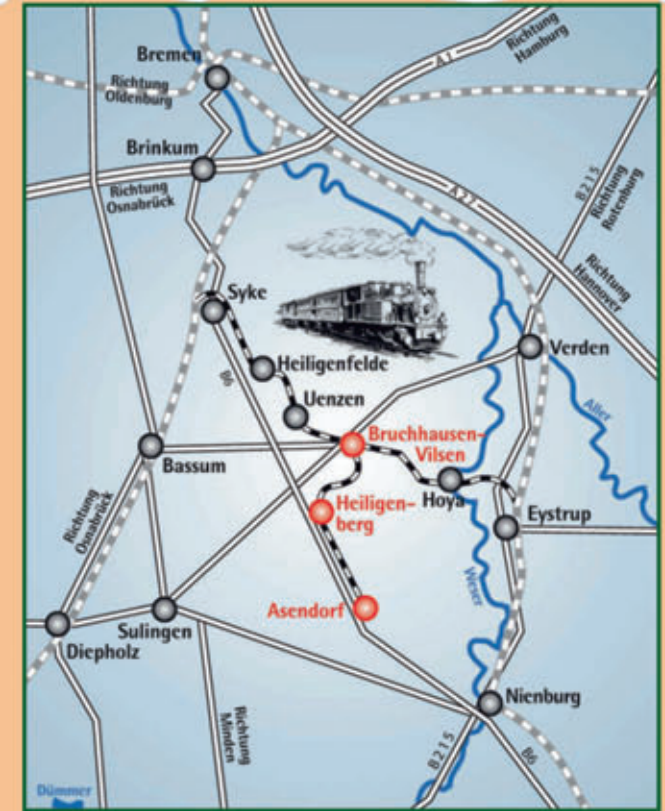 Bremen
Richtung
Hamburg
A1
Richtung
Oldenburg
Brinkum
Richtung
Osnabrück
A27
B215
Richtung
Rotenburg
Richtung
Hannover
Syke
B6
Heiligenfelde
Verden
Uenzen
Aller
Bruchhausen-
Vilsen
Bassum
Hoya
Heiligen-
berg
Eystrup
Richtung
Osnabrück
Weser
Asendorf
Sulingen
Diepholz
Nienburg
Richtung
Minden
B215
B6
Dümmer